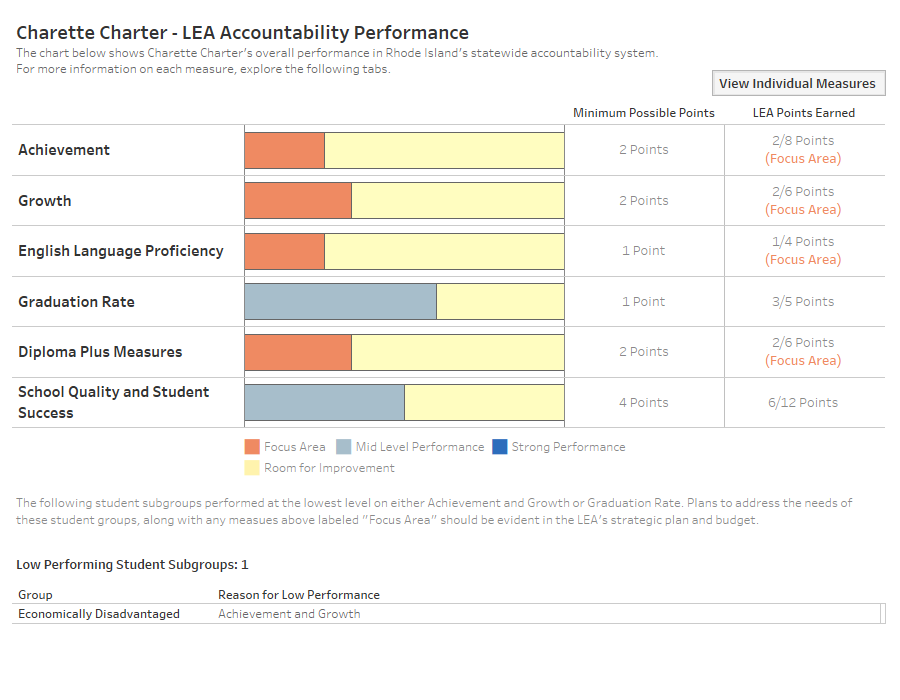 Charette Charter - LEA Accountability Performance
The chart below shows Charette Charter's overall performance in Rhode Island's statewide accountability system.
For more information on each measure, explore the following tabs.
View Individual Measures
Minimum Possible Points LEA Points Earned
Achievement 2 Points 2/8 Points
(Focus Area)
Growth 2 Points 2/6 Points
(Focus Area)
English Language Proficiency 1 Point 1/4 Points
(Focus Area)
Graduation Rate 1 Point 3/5 Points
Diploma Plus Measures 2 Points 2/6 Points
(Focus Area)
School Quality and Student
Success 4 Points 6/12 Points
Focus Area Mid Level Performance Strong Performance
Room for Improvement
The following student subgroups performed at the lowest level on either Achievement and Growth or Graduation Rate. Plans to address the needs of
these student groups, along with any measues above labeled "Focus Area" should be evident in the LEA's strategic plan and budget.
Low Performing Student Subgroups: 1
Group Reason for Low Performance
Economically Disadvantaged Achievement and Growth